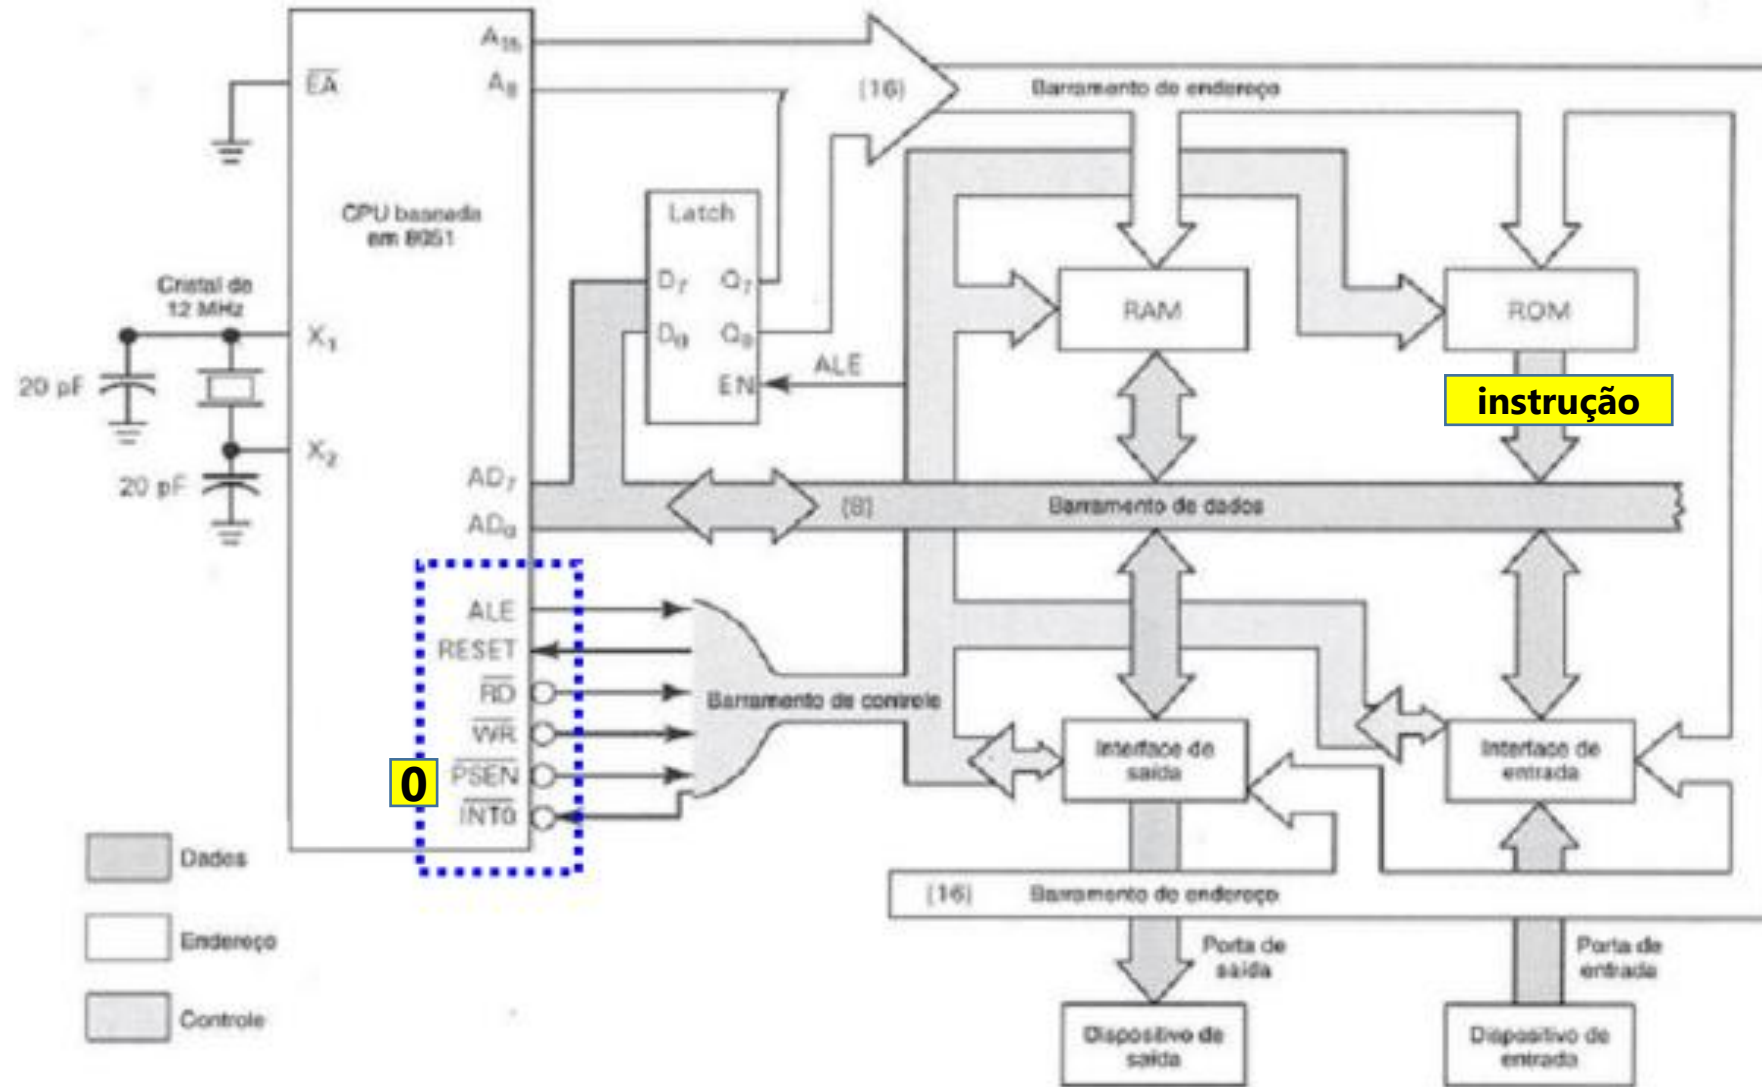 A15
A8
EA
(16)
Barramento de endereço
CPU baseada
em 8051
Latch
D7
Q7
D0
Q0
EN
ALE
RAM
ROM
instrução
Cristal de
12 MHz
X1
20 pF
X2
20 pF
AD7
AD0
(8)
Barramento de dados
ALE
RESET
RD
WR
PSEN
INT0
0
Barramento de controle
Interface de
saída
Interface de
entrada
Dados
Endereço
Controle
(16)
Barramento de endereço
Porta de
saída
Porta de
entrada
Dispositivo de
saída
Dispositivo de
entrada